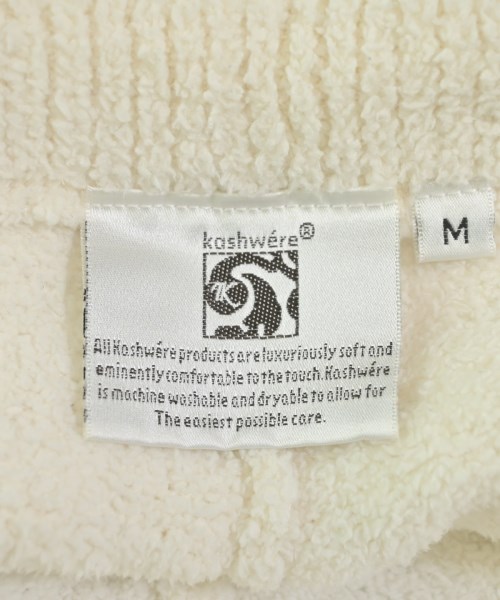 kashwére®
K
M
All Kashwére products are luxuriously soft and
eminently comfortable to the touch. Kashwére
is machine washable and dryable to allow for
The easiest possible care.